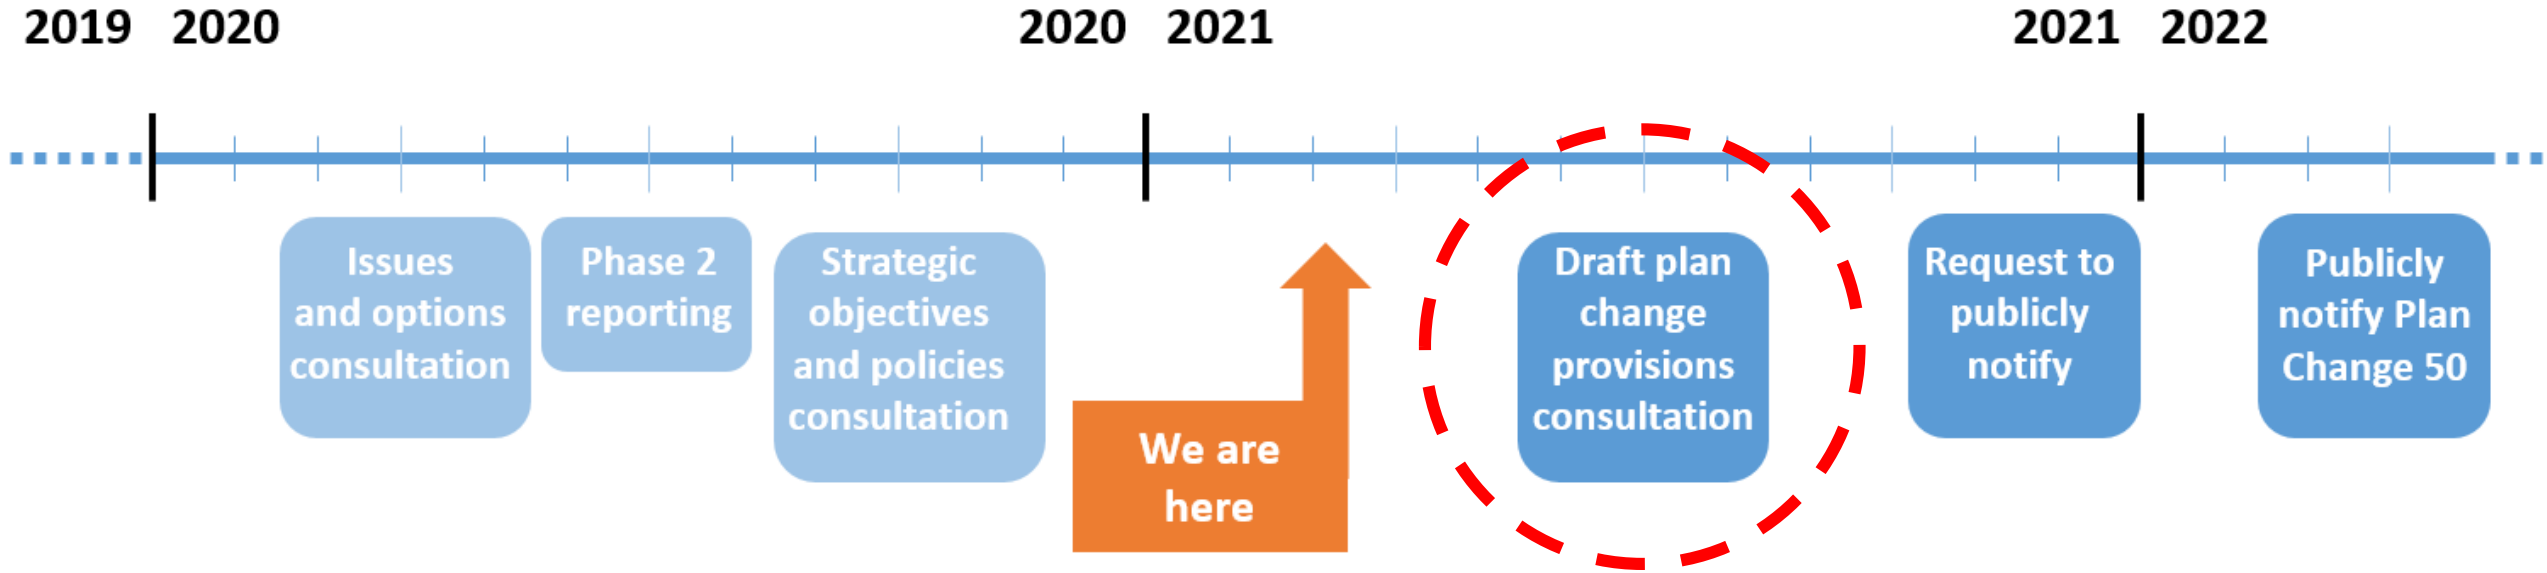 2019 2020
2020 2021
2021 2022
Issues
and options
consultation
Phase 2
reporting
Strategic
objectives
and policies
consultation
We are
here
Draft plan
change
provisions
consultation
Request to
publicly
notify
Publicly
notify Plan
Change 50